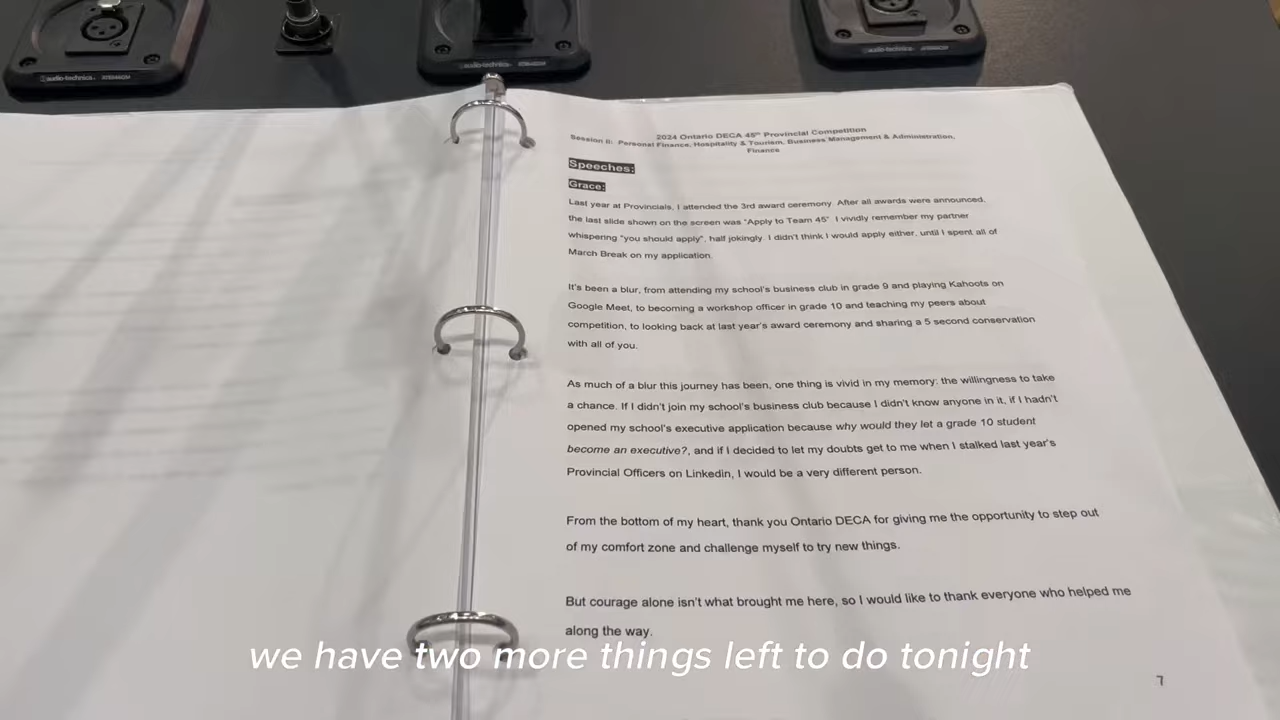 audio-technica
audio-technica
audio-technica
2024 Ontario DECA 45th Provincial Competition
Session II: Personal Finance, Hospitality & Tourism, Business Management & Administration,
Finance
Speeches:
Grace:
Last year at Provincials, I attended the 3rd award ceremony. After all awards were announced,
the last slide shown on the screen was "Apply to Team 45". I vividly remember my partner
whispering "you should apply", half jokingly. I didn't think I would apply either, until I spent all of
March Break on my application.
It's been a blur, from attending my school's business club in grade 9 and playing Kahoots on
Google Meet, to becoming a workshop officer in grade 10 and teaching my peers about
competition, to looking back at last year's award ceremony and sharing a 5 second conservation
with all of you.
As much of a blur this journey has been, one thing is vivid in my memory: the willingness to take
a chance. If I didn't join my school's business club because I didn't know anyone in it, if I hadn't
opened my school's executive application because why would they let a grade 10 student
become an executive?, and if I decided to let my doubts get to me when I stalked last year's
Provincial Officers on Linkedin, I would be a very different person.
From the bottom of my heart, thank you Ontario DECA for giving me the opportunity to step out
of my comfort zone and challenge myself to try new things.
But courage alone isn't what brought me here, so I would like to thank everyone who helped me
along the way.
we have two more things left to do tonight
7